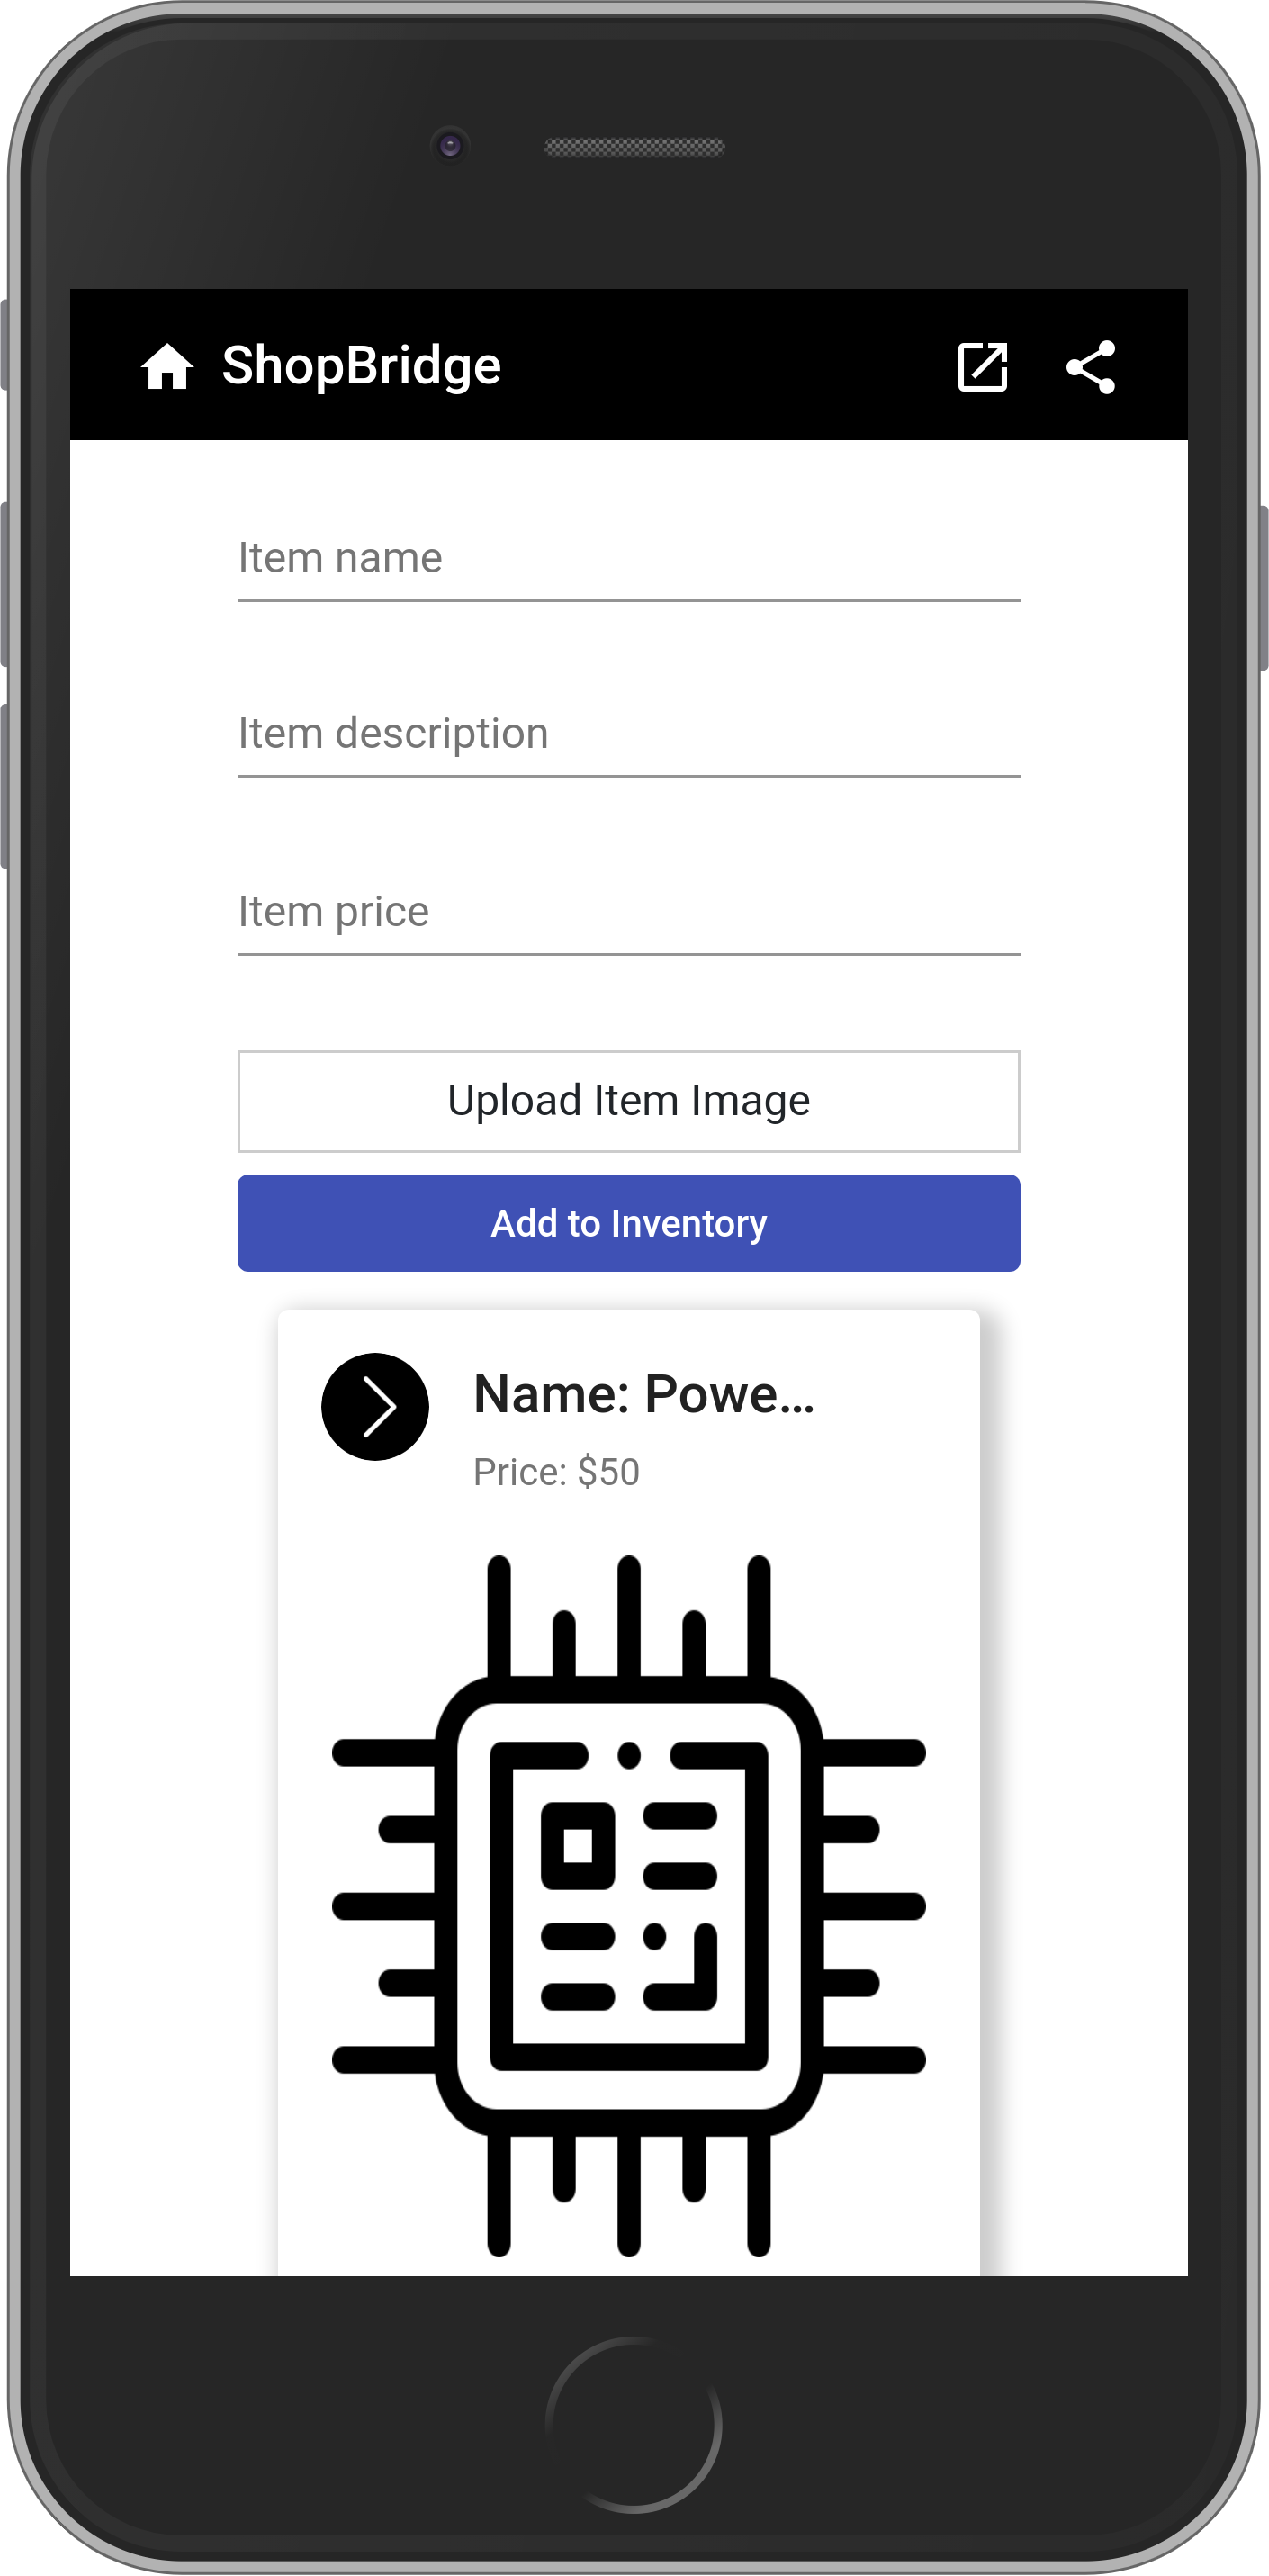 ShopBridge
Item name
Item description
Item price
Upload Item Image
Add to Inventory
Name: Powe...
Price: $50